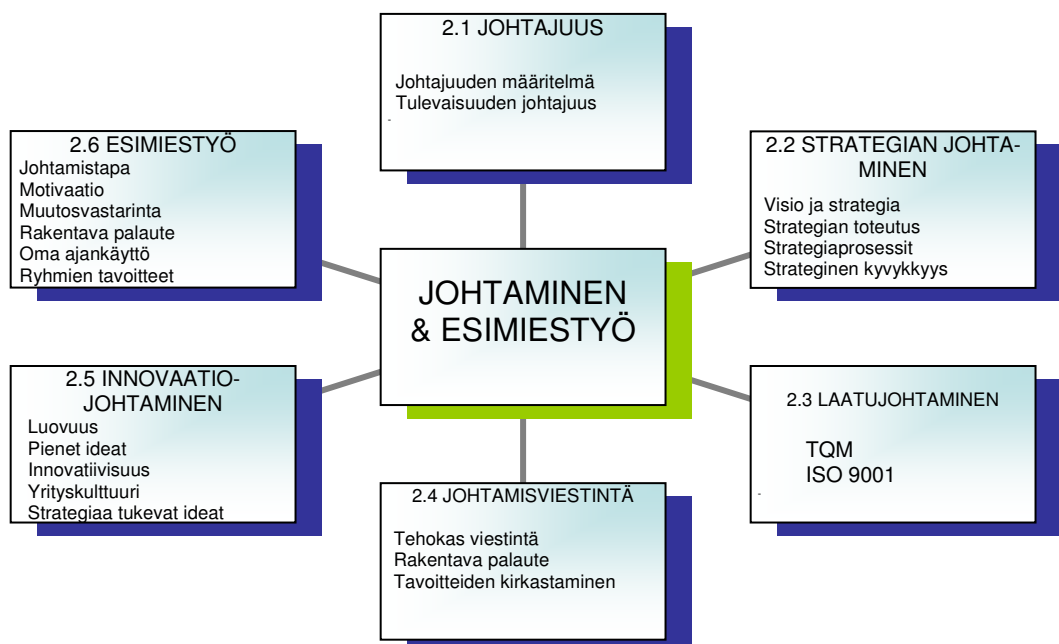 2.1 JOHTAJUUS
Johtajuuden määritelmä
Tulevaisuuden johtajuus
-
2.2 STRATEGIAN JOHTA-
MINEN
Visio ja strategia
Strategian toteutus
Strategiaprosessit
Strateginen kyvykkyys
2.3 LAATUJOHTAMINEN
TQM
ISO 9001
-
2.4 JOHTAMISVIESTINTÄ
Tehokas viestintä
Rakentava palaute
Tavoitteiden kirkastaminen
2.5 INNOVAATIO-
JOHTAMINEN
Luovuus
Pienet ideat
Innovatiivisuus
Yrityskulttuuri
Strategiaa tukevat ideat
2.6 ESIMIESTYÖ
Johtamistapa
Motivaatio
Muutosvastarinta
Rakentava palaute
Oma ajankäyttö
Ryhmien tavoitteet
JOHTAMINEN
& ESIMIESTYÖ